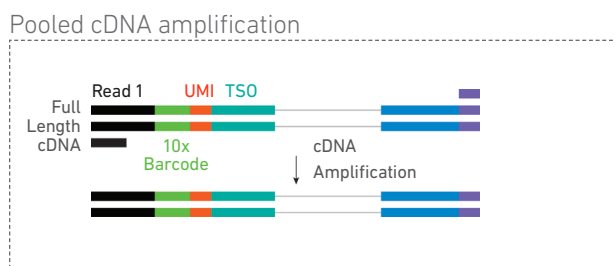 Pooled cDNA amplification
Read 1 UMI TSO
Full
Length
cDNA
10x
Barcode
cDNA
Amplification